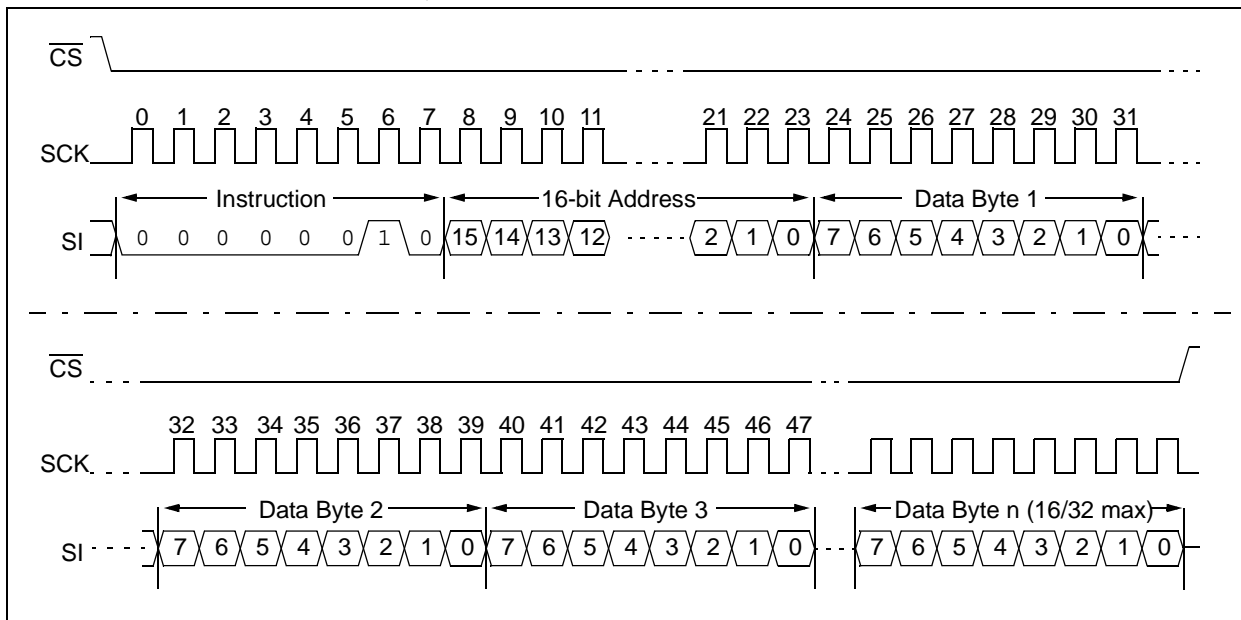 CS
0 1 2 3 4 5 6 7 8 9 10 11 21 22 23 24 25 26 27 28 29 30 31
SCK
Instruction 16-bit Address Data Byte 1
SI 0 0 0 0 0 0 1 0 15 14 13 12 2 1 0 7 6 5 4 3 2 1 0
CS
32 33 34 35 36 37 38 39 40 41 42 43 44 45 46 47
SCK
Data Byte 2 Data Byte 3 Data Byte n (16/32 max)
SI 7 6 5 4 3 2 1 0 7 6 5 4 3 2 1 0 7 6 5 4 3 2 1 0